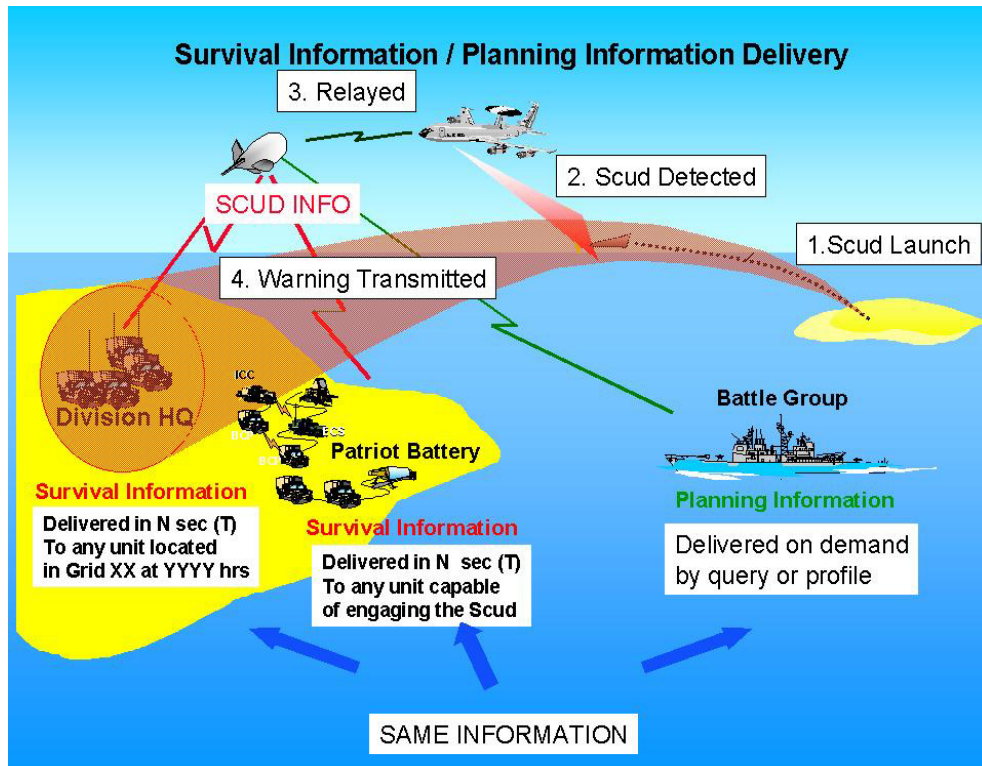 Survival Information / Planning Information Delivery
3. Relayed
2. Scud Detected
SCUD INFO
1.Scud Launch
4. Warning Transmitted
ICC
ECS
Division HQ
Patriot Battery
Battle Group
Survival Information
Delivered in N sec (T)
To any unit located
in Grid XX at YYYY hrs
Survival Information
Delivered in N sec (T)
To any unit capable
of engaging the Scud
Planning Information
Delivered on demand
by query or profile
SAME INFORMATION